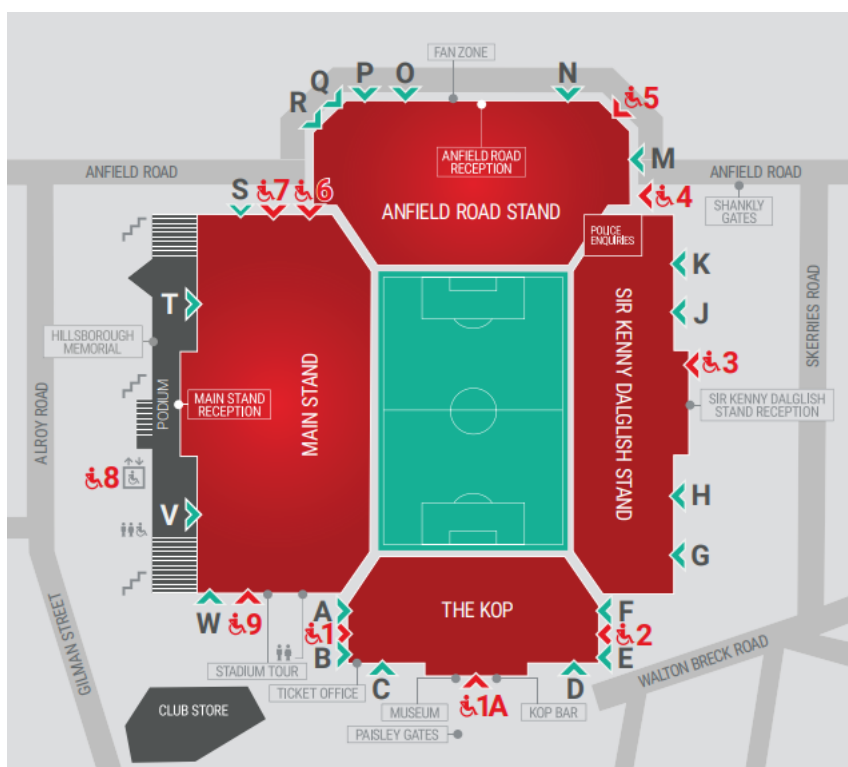 FAN ZONE
Q
P
O
N
R
5
ANFIELD ROAD
RECEPTION
M
ANFIELD ROAD
ANFIELD ROAD
S
7
6
4
ANFIELD ROAD STAND
SHANKLY
GATES
POLICE
ENQUIRIES
K
T
J
HILLSBOROUGH
MEMORIAL
SIR KENNY DALGLISH STAND
SKERRIES ROAD
3
MAIN STAND
RECEPTION
PODIUM
MAIN STAND
SIR KENNY DALGLISH
STAND RECEPTION
ALROY ROAD
8
V
H
G
A
THE KOP
F
W
9
1
2
B
E
STADIUM TOUR
TICKET OFFICE
C
D
WALTON BRECK ROAD
GILMAN STREET
CLUB STORE
MUSEUM
1A
KOP BAR
PAISLEY GATES